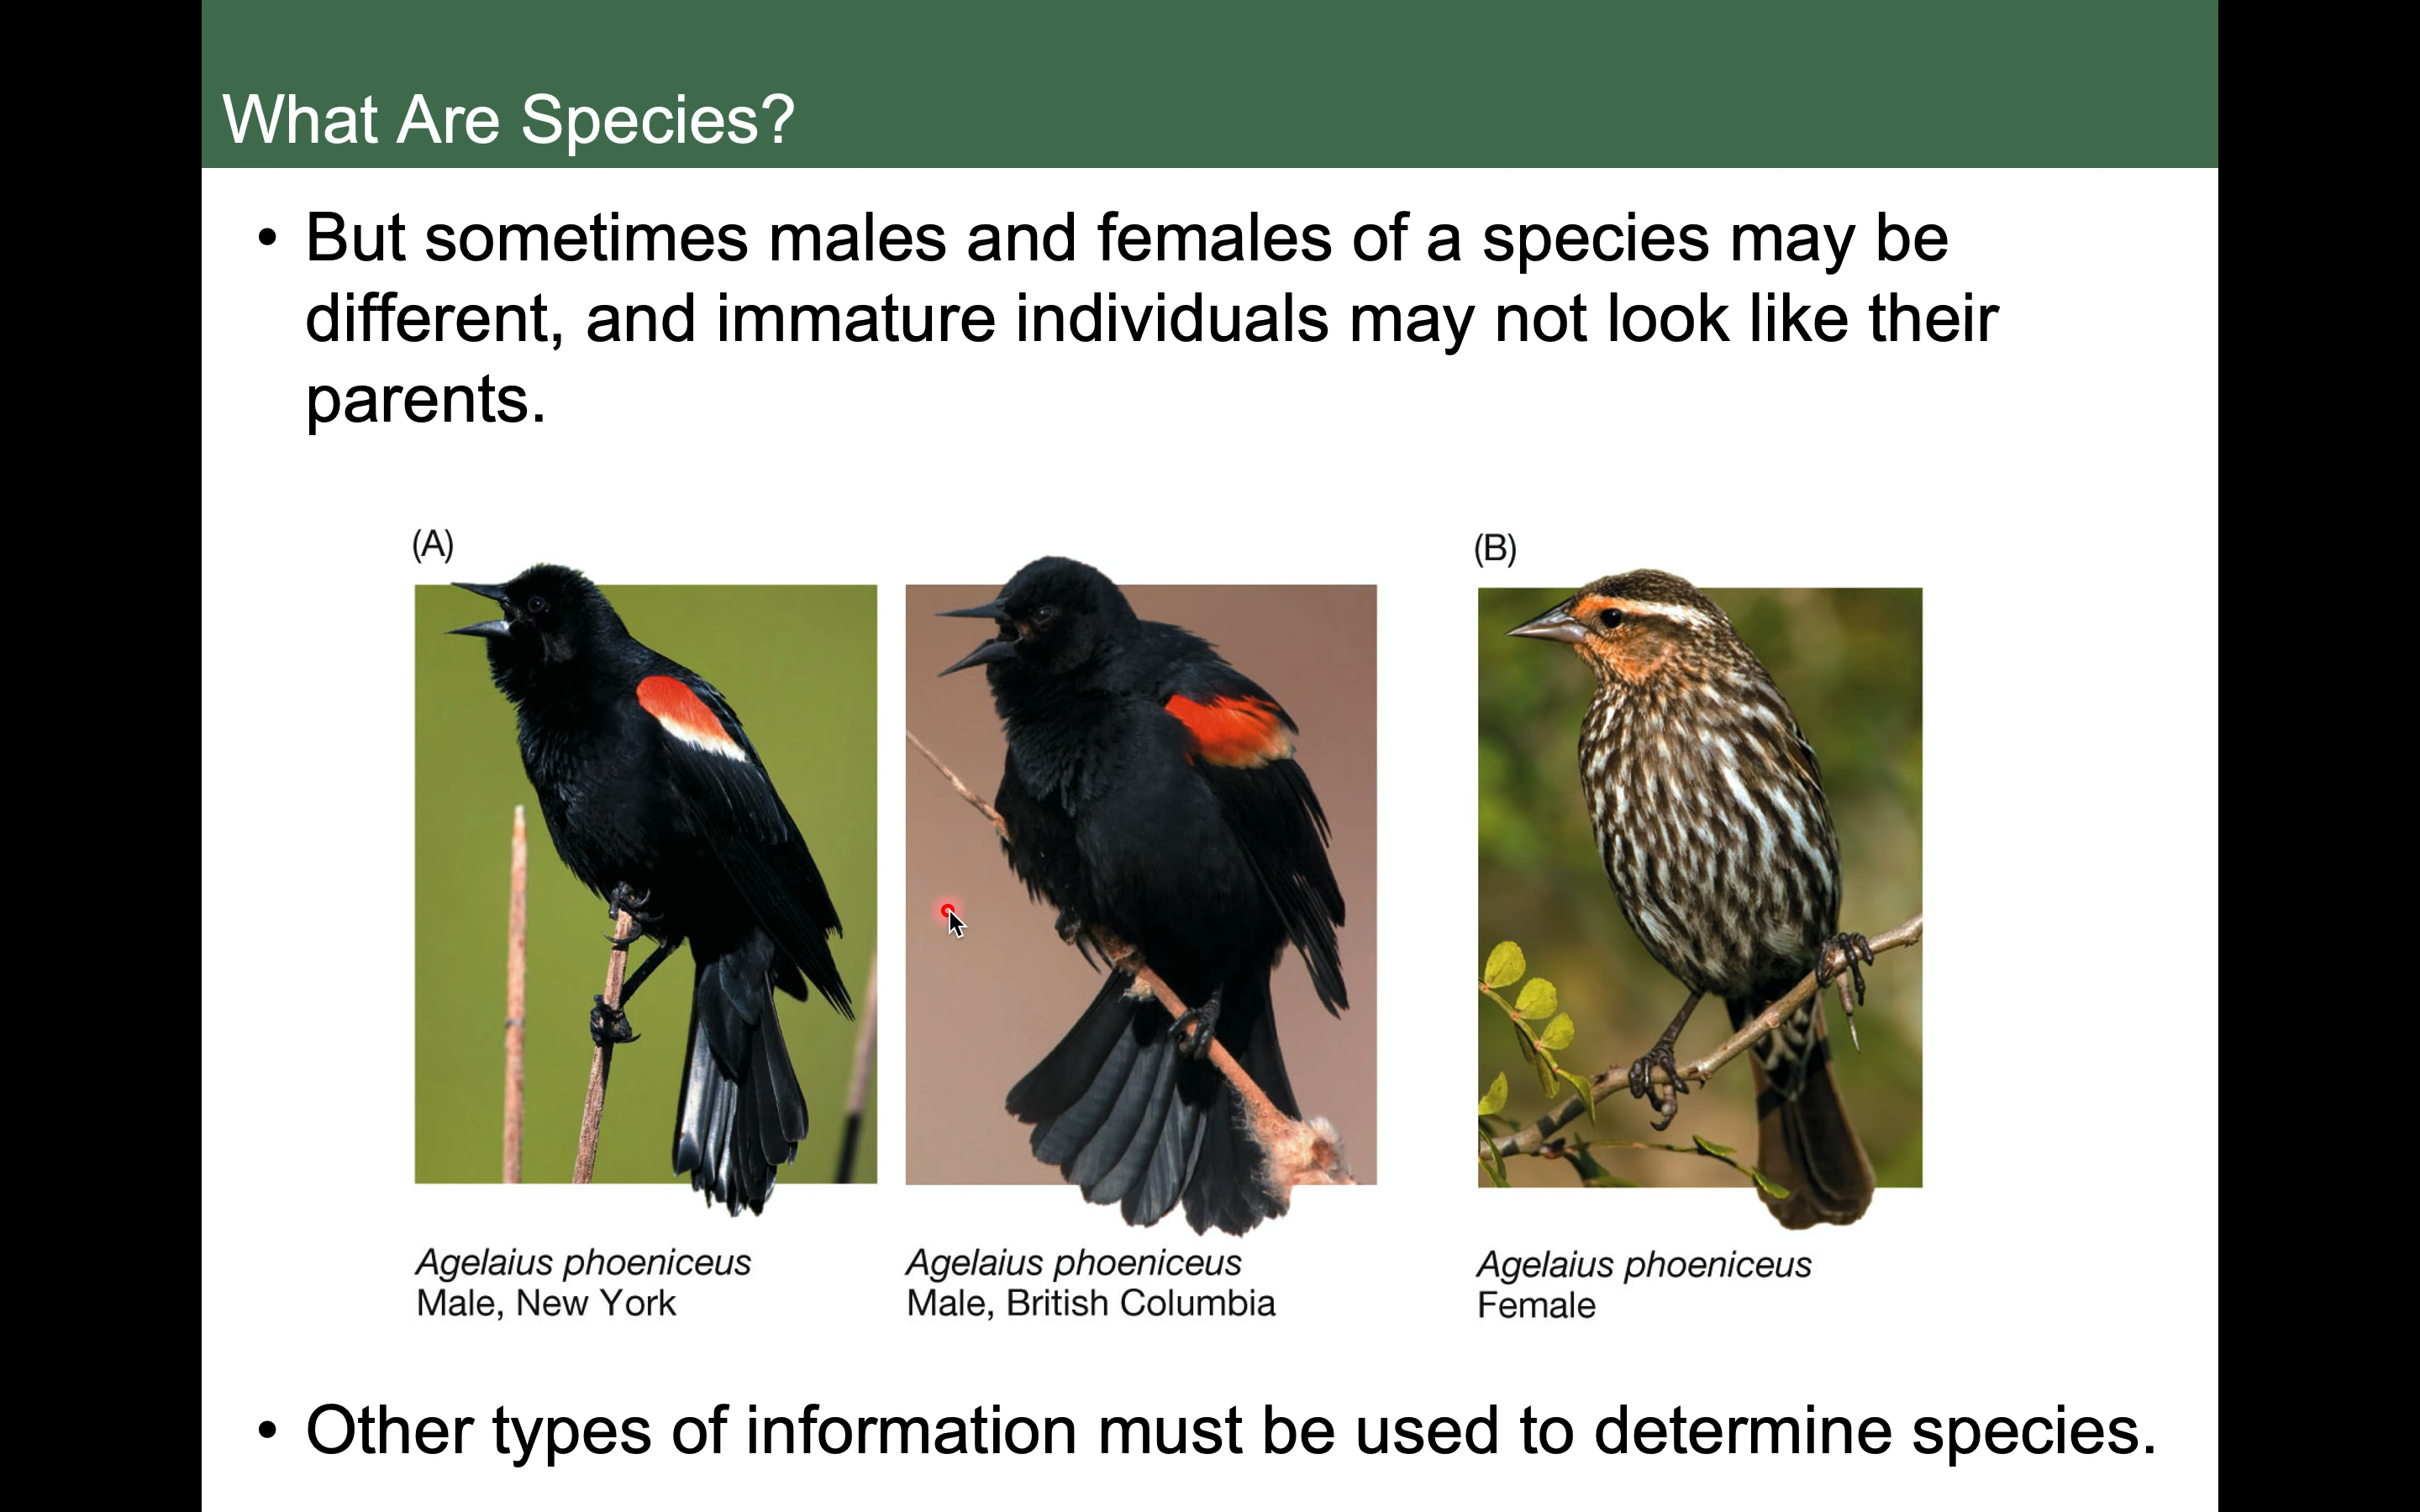 What Are Species?
• But sometimes males and females of a species may be
different, and immature individuals may not look like their
parents.
(A)
(B)
Agelaius phoeniceus
Male, New York
Agelaius phoeniceus
Male, British Columbia
Agelaius phoeniceus
Female
• Other types of information must be used to determine species.